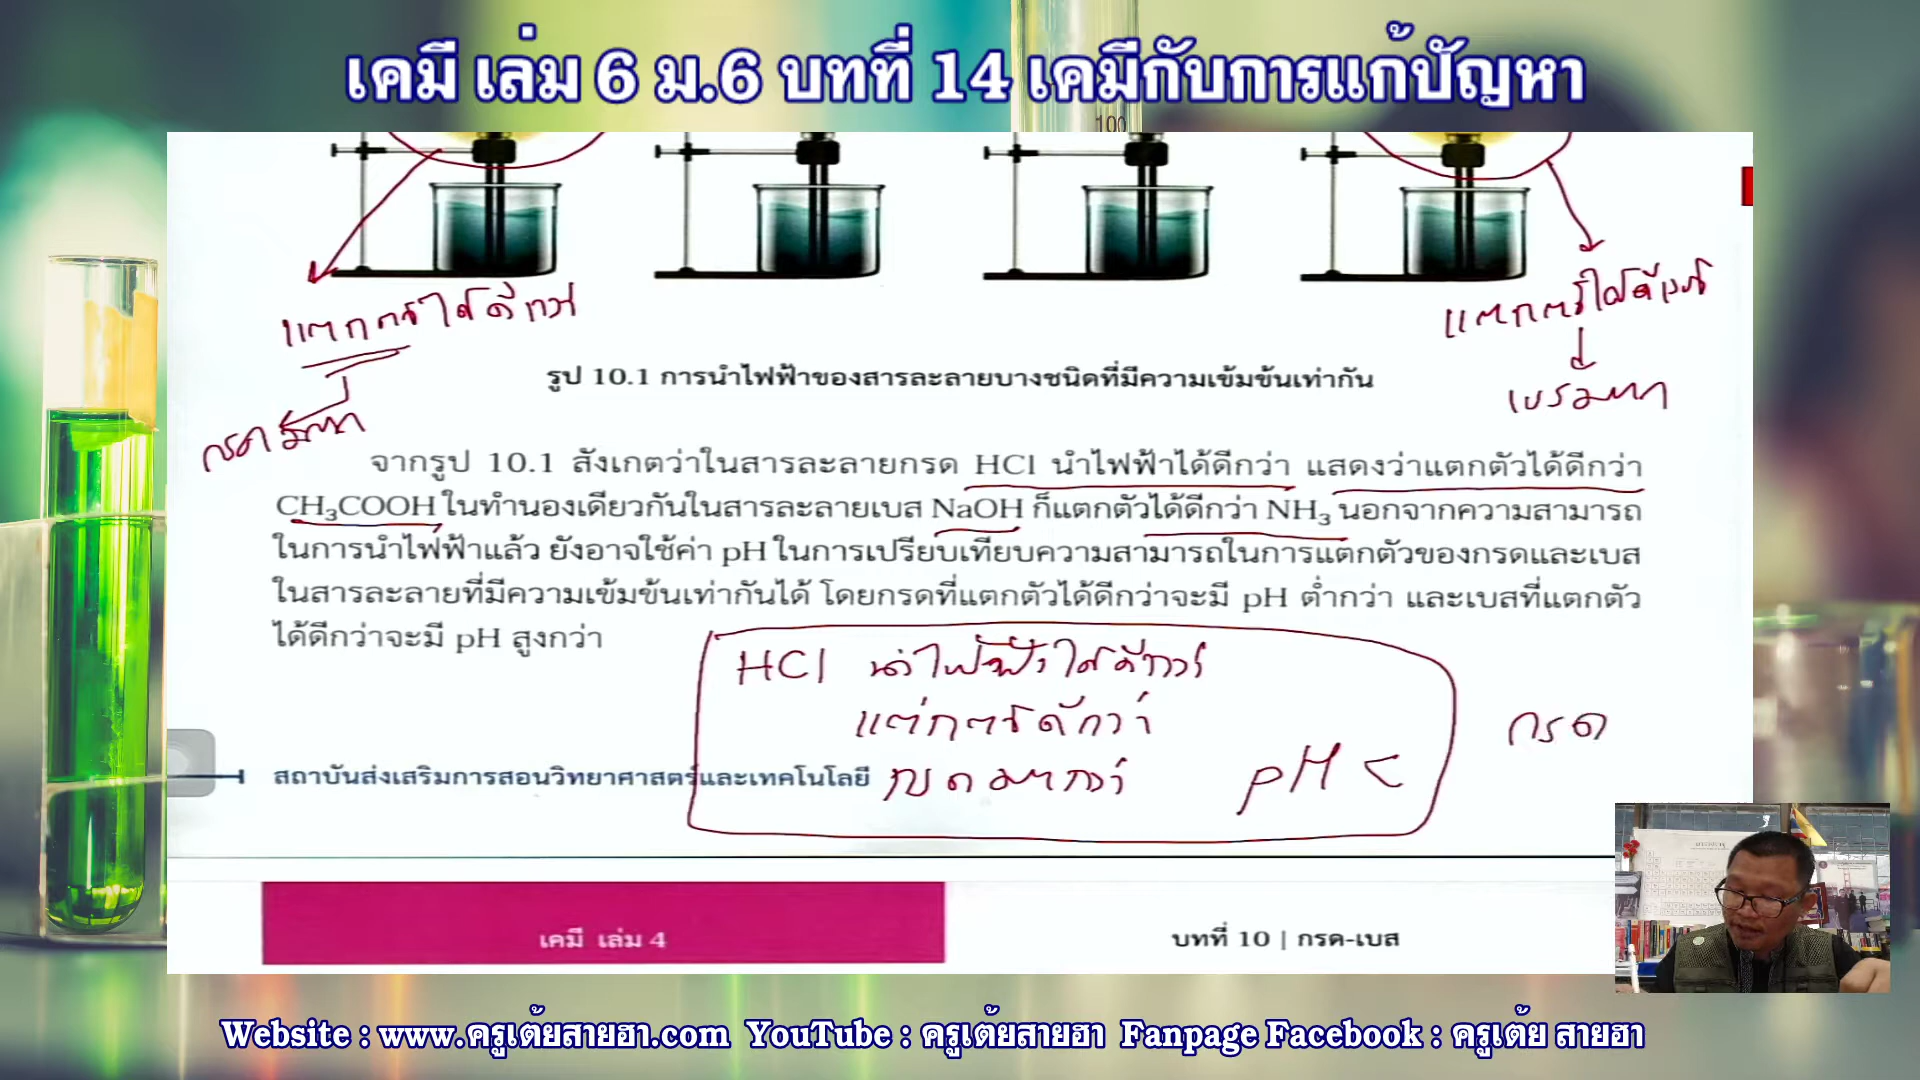 เคมี เล่ม 6 ม.6 บทที่ 14 เคมีกับการแก้ปัญหา
100
แตกตัวได้ดีกว่า
แตกตัวได้ดีกว่า
รูป 10.1 การนำไฟฟ้าของสารละลายบางชนิดที่มีความเข้มข้นเท่ากัน
จากรูป 10.1 สังเกตว่าในสารละลายกรด HCl นำไฟฟ้าได้ดีกว่า แสดงว่าแตกตัวได้ดีกว่า
CH₃COOH ในทำนองเดียวกันในสารละลายเบส NaOH ก็แตกตัวได้ดีกว่า NH₃ นอกจากความสามารถ
ในการนำไฟฟ้าแล้ว ยังอาจใช้ค่า pH ในการเปรียบเทียบความสามารถในการแตกตัวของกรดและเบส
ในสารละลายที่มีความเข้มข้นเท่ากันได้ โดยกรดที่แตกตัวได้ดีกว่าจะมี pH ต่ำกว่า และเบสที่แตกตัว
ได้ดีกว่าจะมี pH สูงกว่า
HCl นำไฟฟ้าได้ดีกว่า
แตกตัวดีกว่า
กรด
สถาบันส่งเสริมการสอนวิทยาศาสตร์และเทคโนโลยี
กรดมากกว่า
pH <
เคมี เล่ม 4
บทที่ 10 | กรด-เบส
Website : www.ครูเต้ยสายฮา.com YouTube : ครูเต้ยสายฮา Fanpage Facebook : ครูเต้ย สายฮา